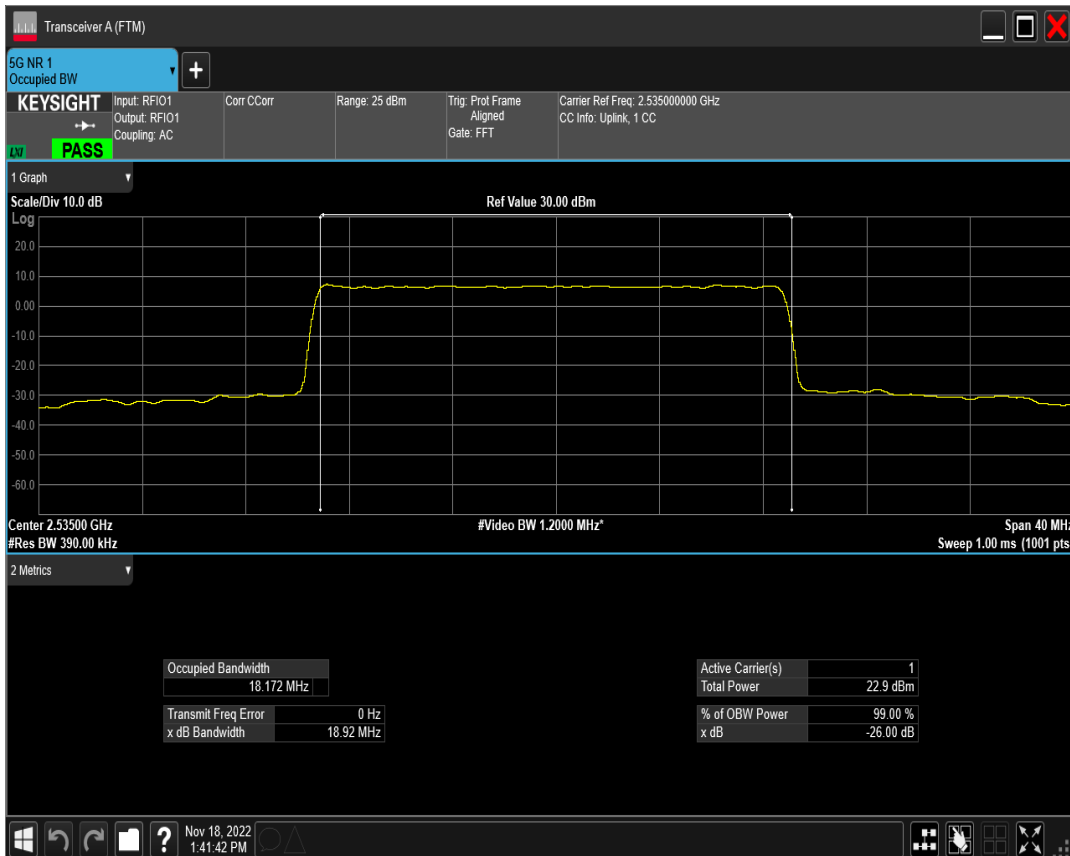 Transceiver A (FTM)
5G NR 1
Occupied BW
+
KEYSIGHT
LXI
PASS
Input: RFIO1
Output: RFIO1
Coupling: AC
Corr CCorr
Range: 25 dBm
Trig: Prot Frame
Aligned
Gate: FFT
Carrier Ref Freq: 2.535000000 GHz
CC Info: Uplink, 1 CC
1 Graph
Scale/Div 10.0 dB
Ref Value 30.00 dBm
Log
20.0
10.0
0.00
-10.0
-20.0
-30.0
-40.0
-50.0
-60.0
Center 2.53500 GHz
#Video BW 1.2000 MHz*
Span 40 MHz
#Res BW 390.00 kHz
Sweep 1.00 ms (1001 pts
2 Metrics
Occupied Bandwidth
18.172 MHz
Transmit Freq Error 0 Hz
x dB Bandwidth 18.92 MHz
Active Carrier(s) 1
Total Power 22.9 dBm
% of OBW Power 99.00 %
x dB -26.00 dB
?
Nov 18, 2022
1:41:42 PM